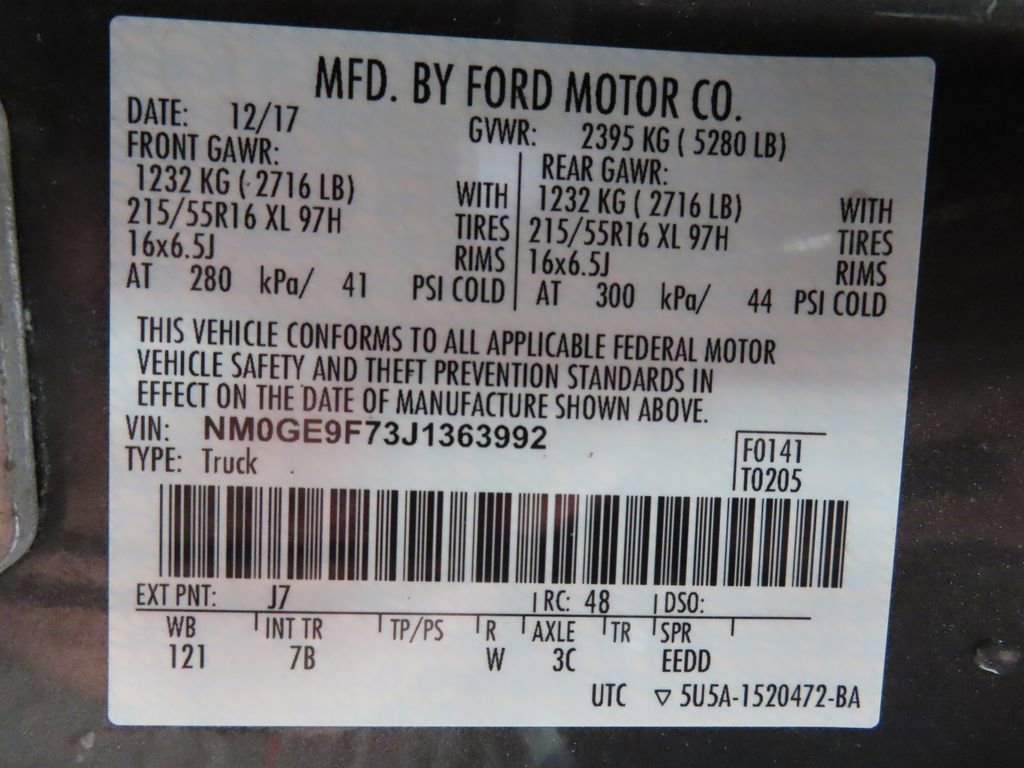 MFD. BY FORD MOTOR CO.
DATE: 12/17
GVWR: 2395 KG ( 5280 LB)
FRONT GAWR:
1232 KG ( 2716 LB) WITH
215/55R16 XL 97H TIRES
16x6.5J RIMS
AT 280 kPa/ 41 PSI COLD
REAR GAWR:
1232 KG ( 2716 LB) WITH
215/55R16 XL 97H TIRES
16x6.5J RIMS
AT 300 kPa/ 44 PSI COLD
THIS VEHICLE CONFORMS TO ALL APPLICABLE FEDERAL MOTOR
VEHICLE SAFETY AND THEFT PREVENTION STANDARDS IN
EFFECT ON THE DATE OF MANUFACTURE SHOWN ABOVE.
VIN: NM0GE9F73J1363992
TYPE: Truck
F0141
T0205
EXT PNT: J7 RC: 48 DSO:
WB INT TR TP/PS R AXLE TR SPR
121 7B W 3C EEDD
UTC ▽ 5U5A-1520472-BA